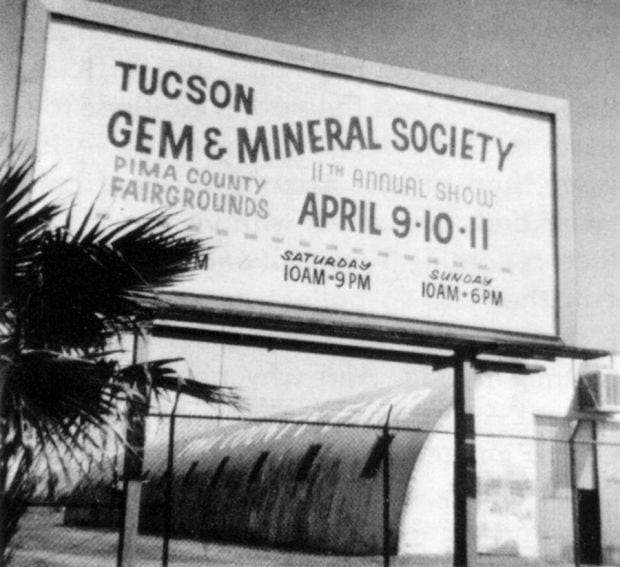 TUCSON
GEM & MINERAL SOCIETY
PIMA COUNTY
FAIRGROUNDS
11TH ANNUAL SHOW
APRIL 9·10·11
SATURDAY
10AM-9PM
SUNDAY
10AM-6PM